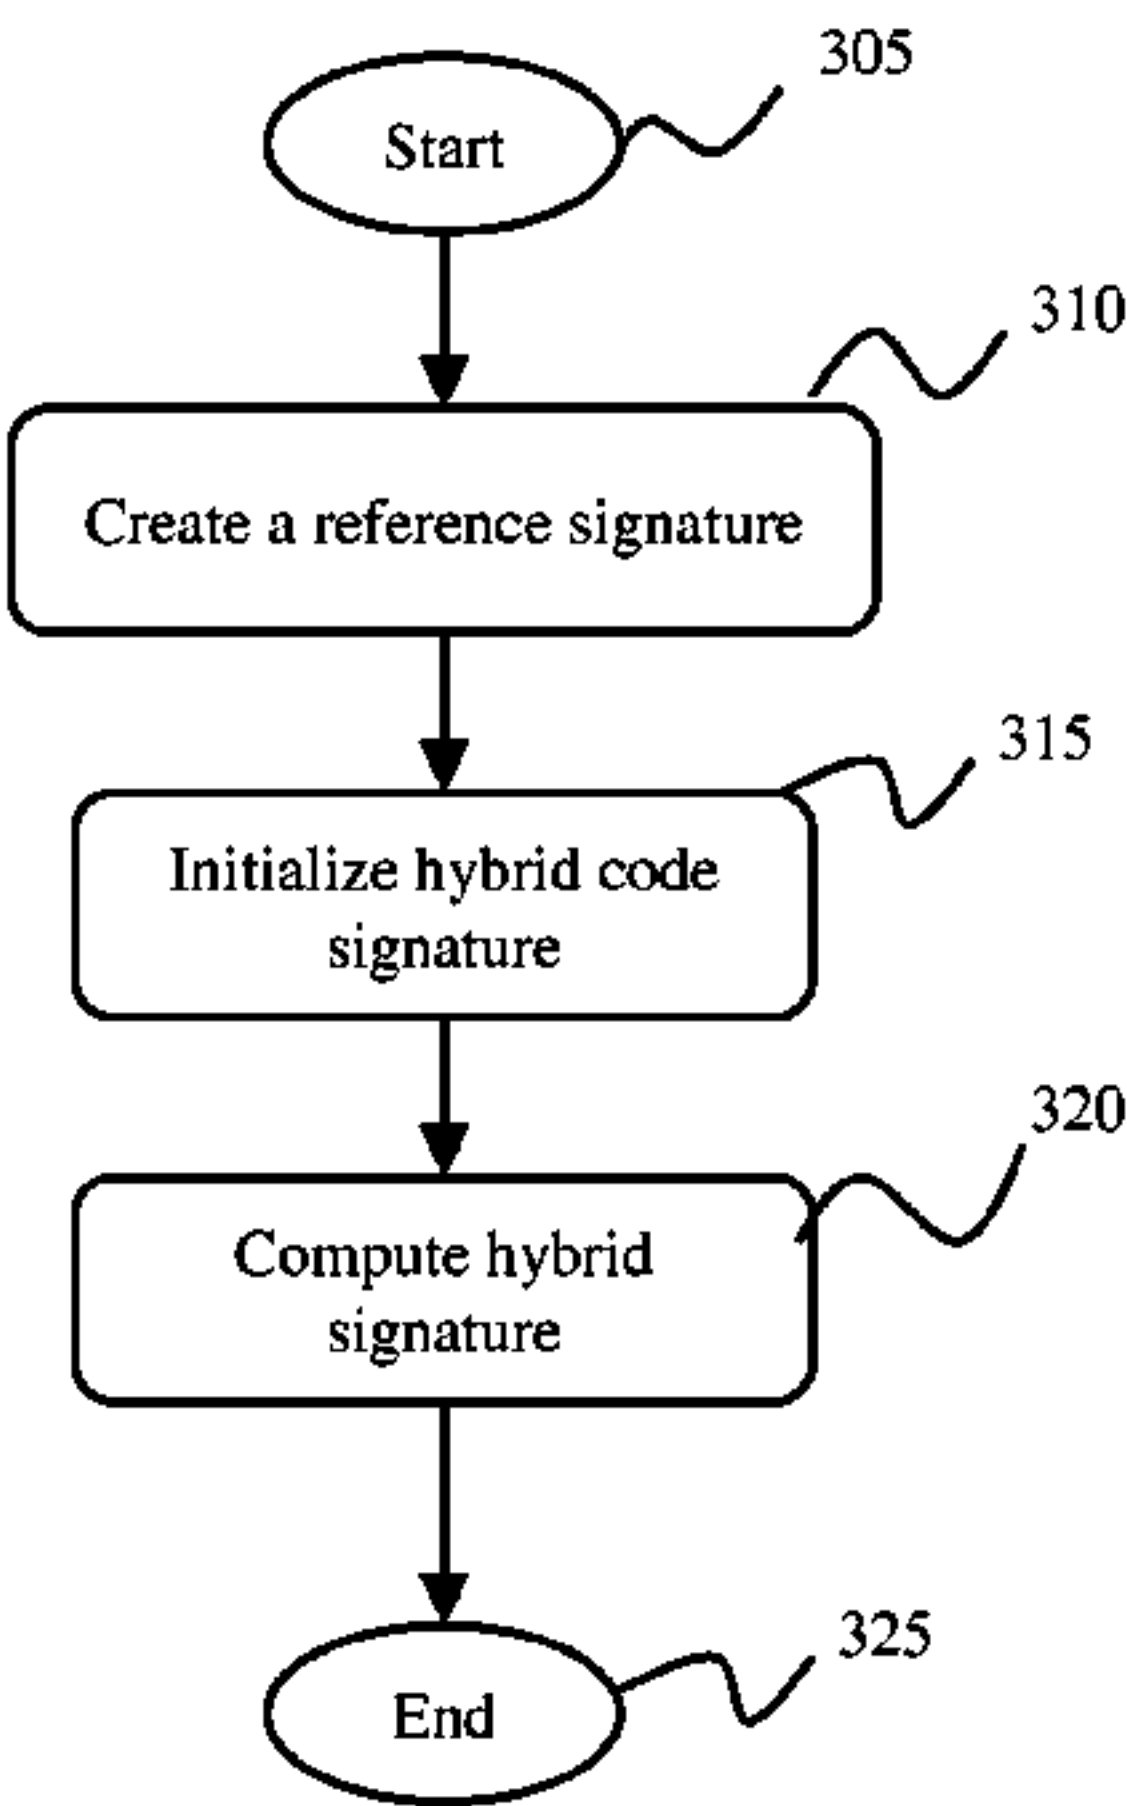 305
Start
310
Create a reference signature
315
Initialize hybrid code
signature
320
Compute hybrid
signature
325
End